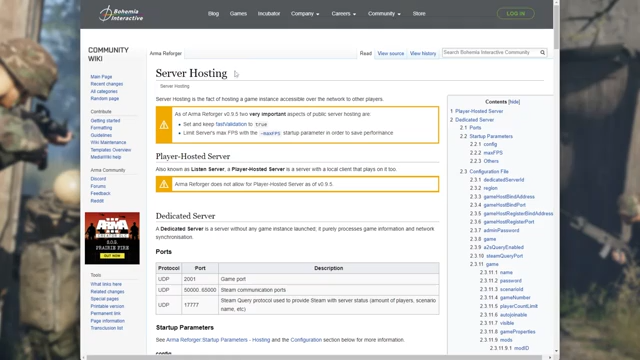 Bohemia Interactive
Blog Games Incubator Company Careers Community Store LOG IN
COMMUNITY WIKI
Main Page
Recent changes
All categories
Random page
Contribute
Getting started
Formatting
Guidelines
Wiki Maintenance
Templates Overview
MediaWiki help
Arma Community
Discord
Forums
Feedback
Reddit
ARMA
S.O.G. PRAIRIE FIRE
BUY NOW
Tools
What links here
Related changes
Special pages
Printable version
Permanent link
Page information
Transclusion list
Arma Reforger Read View source View history Search Bohemia Interactive Community
Server Hosting
Server Hosting
Server Hosting is the fact of hosting a game instance accessible over the network to other players.
As of Arma Reforger v0.9.5 two very important aspects of public server hosting are:
Set and keep fastValidation to true
Limit Server's max FPS with the -maxFPS startup parameter in order to save performance
Player-Hosted Server
Also known as Listen Server, a Player-Hosted Server is a server with a local client that plays on it too.
Arma Reforger does not allow for Player-Hosted Server as of v0.9.5.
Dedicated Server
A Dedicated Server is a server without any game instance launched; it purely processes game information and network
synchronisation.
Ports
Protocol Port Description
UDP 2001 Game port
UDP 50000..65000 Steam communication ports
UDP 17777 Steam Query protocol used to provide Steam with server status (amount of players, scenario
name, etc)
Startup Parameters
See Arma Reforger:Startup Parameters - Hosting and the Configuration section below for more information.
config
Contents [hide]
1 Player-Hosted Server
2 Dedicated Server
2.1 Ports
2.2 Startup Parameters
2.2.1 config
2.2.2 maxFPS
2.2.3 Others
2.3 Configuration File
2.3.1 dedicatedServerId
2.3.2 region
2.3.3 gameHostBindAddress
2.3.4 gameHostBindPort
2.3.5 gameHostRegisterBindAddress
2.3.6 gameHostRegisterPort
2.3.7 adminPassword
2.3.8 game
2.3.9 a2sQueryEnabled
2.3.10 steamQueryPort
2.3.11 game
2.3.11.1 name
2.3.11.2 password
2.3.11.3 scenarioId
2.3.11.4 gameNumber
2.3.11.5 playerCountLimit
2.3.11.6 autoJoinable
2.3.11.7 visible
2.3.11.8 gameProperties
2.3.11.9 mods
2.3.11.9.1 modID